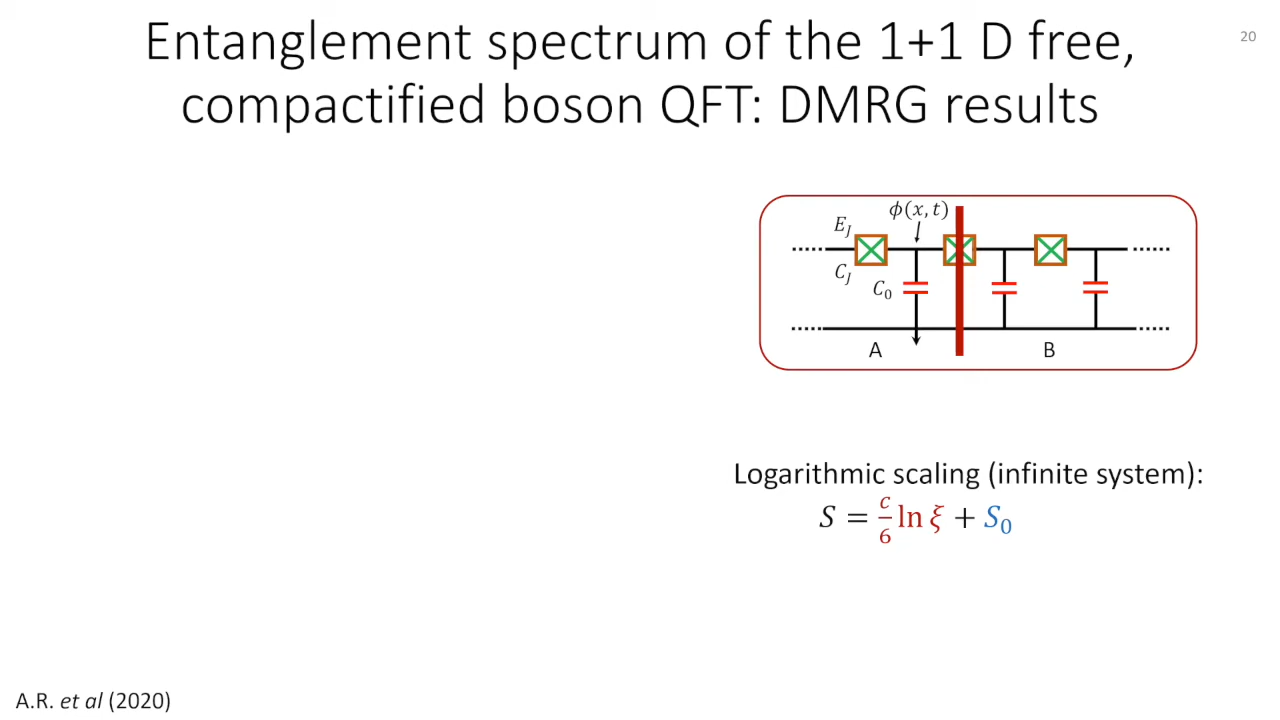 Entanglement spectrum of the 1+1 D free,
compactified boson QFT: DMRG results
20
ϕ(x, t)
E_J
C_J
C_0
A
B
Logarithmic scaling (infinite system):
S = c/6 ln ξ + S_0
A.R. et al (2020)